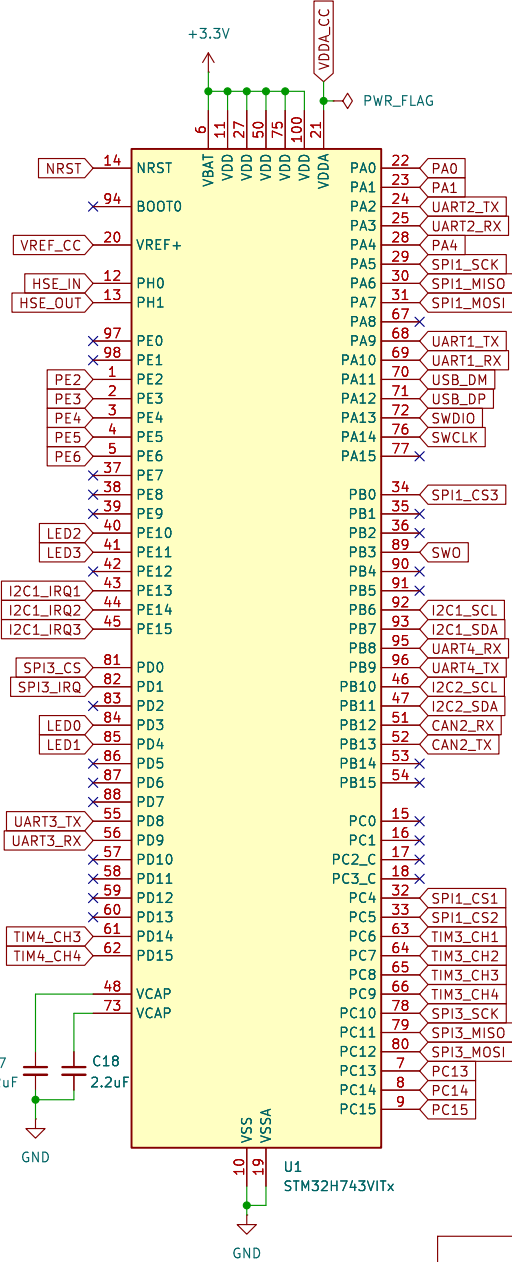 +3.3V
VDDA_CC
PWR_FLAG
6 11 27 50 75 100 21
VBAT VDD VDD VDD VDD VDD VDDA
NRST 14 NRST PA0 22 PA0
PA1 23 PA1
94 BOOT0 PA2 24 UART2_TX
PA3 25 UART2_RX
VREF_CC 20 VREF+ PA4 28 PA4
PA5 29 SPI1_SCK
HSE_IN 12 PH0 PA6 30 SPI1_MISO
HSE_OUT 13 PH1 PA7 31 SPI1_MOSI
PA8 67
97 PE0 PA9 68 UART1_TX
98 PE1 PA10 69 UART1_RX
PE2 1 PE2 PA11 70 USB_DM
PE3 2 PE3 PA12 71 USB_DP
PE4 3 PE4 PA13 72 SWDIO
PE5 4 PE5 PA14 76 SWCLK
PE6 5 PE6 PA15 77
37 PE7
38 PE8 PB0 34 SPI1_CS3
39 PE9 PB1 35
LED2 40 PE10 PB2 36
LED3 41 PE11 PB3 89 SWO
42 PE12 PB4 90
I2C1_IRQ1 43 PE13 PB5 91
I2C1_IRQ2 44 PE14 PB6 92 I2C1_SCL
I2C1_IRQ3 45 PE15 PB7 93 I2C1_SDA
PB8 95 UART4_RX
SPI3_CS 81 PD0 PB9 96 UART4_TX
SPI3_IRQ 82 PD1 PB10 46 I2C2_SCL
83 PD2 PB11 47 I2C2_SDA
LED0 84 PD3 PB12 51 CAN2_RX
LED1 85 PD4 PB13 52 CAN2_TX
86 PD5 PB14 53
87 PD6 PB15 54
88 PD7
UART3_TX 55 PD8 PC0 15
UART3_RX 56 PD9 PC1 16
57 PD10 PC2_C 17
58 PD11 PC3_C 18
59 PD12 PC4 32 SPI1_CS1
60 PD13 PC5 33 SPI1_CS2
TIM4_CH3 61 PD14 PC6 63 TIM3_CH1
TIM4_CH4 62 PD15 PC7 64 TIM3_CH2
PC8 65 TIM3_CH3
48 VCAP PC9 66 TIM3_CH4
73 VCAP PC10 78 SPI3_SCK
PC11 79 SPI3_MISO
PC12 80 SPI3_MOSI
7 C18 PC13 7 PC13
uF 2.2uF PC14 8 PC14
PC15 9 PC15
GND
VSS VSSA
10 19
U1
STM32H743VITx
GND